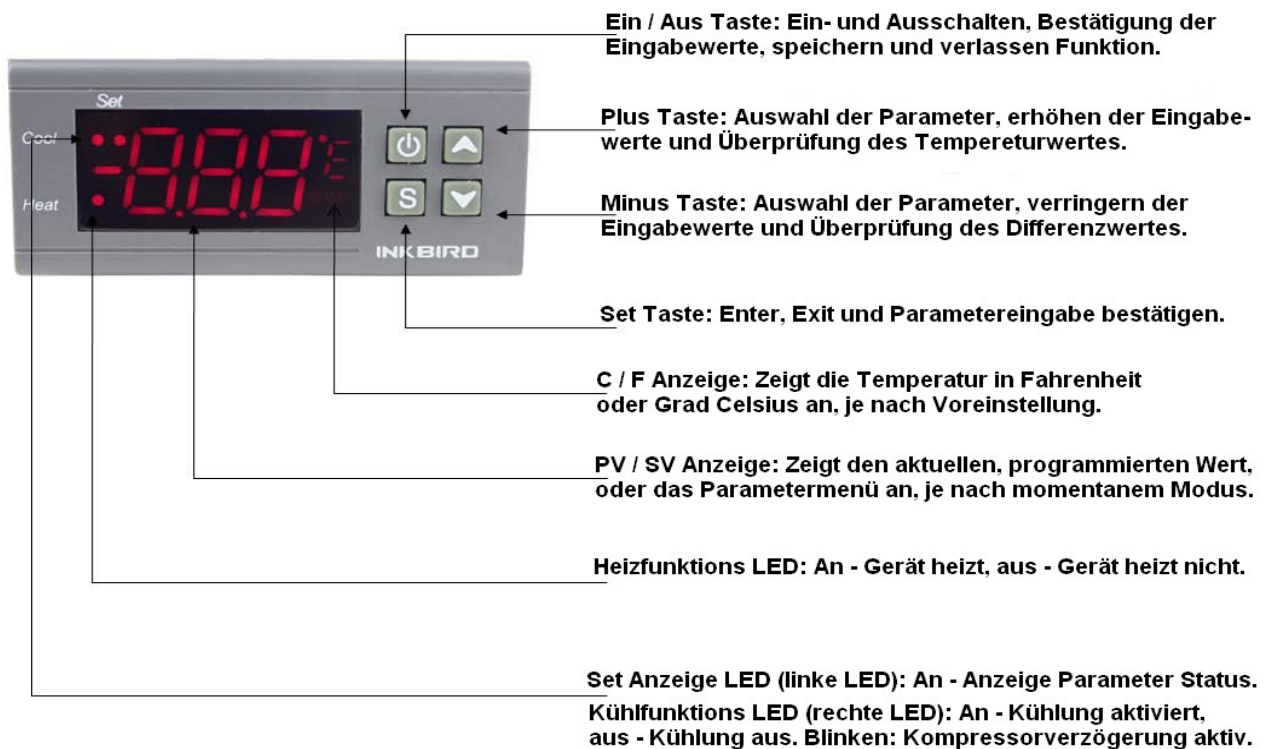 Ein / Aus Taste: Ein- und Ausschalten, Bestätigung der
Eingabewerte, speichern und verlassen Funktion.
Set
Cool
Heat
888
S
INKBIRD
Plus Taste: Auswahl der Parameter, erhöhen der Eingabe-
werte und Überprüfung des Tempereturwertes.
Minus Taste: Auswahl der Parameter, verringern der
Eingabewerte und Überprüfung des Differenzwertes.
Set Taste: Enter, Exit und Parametereingabe bestätigen.
C / F Anzeige: Zeigt die Temperatur in Fahrenheit
oder Grad Celsius an, je nach Voreinstellung.
PV / SV Anzeige: Zeigt den aktuellen, programmierten Wert,
oder das Parametermenü an, je nach momentanem Modus.
Heizfunktions LED: An - Gerät heizt, aus - Gerät heizt nicht.
Set Anzeige LED (linke LED): An - Anzeige Parameter Status.
Kühlfunktions LED (rechte LED): An - Kühlung aktiviert,
aus - Kühlung aus. Blinken: Kompressorverzögerung aktiv.